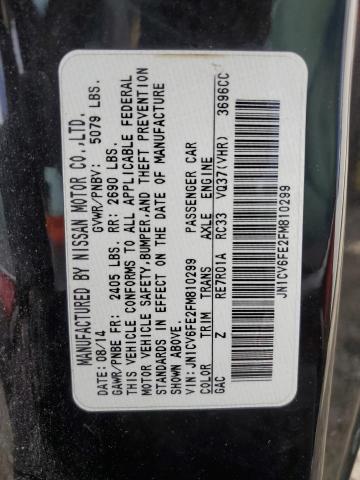 MANUFACTURED BY NISSAN MOTOR CO.,LTD.
DATE: 08/14 GVWR/PNBV: 5079 LBS.
GAWR/PNBE FR: 2405 LBS. RR: 2690 LBS.
THIS VEHICLE CONFORMS TO ALL APPLICABLE FEDERAL
MOTOR VEHICLE SAFETY,BUMPER,AND THEFT PREVENTION
STANDARDS IN EFFECT ON THE DATE OF MANUFACTURE
SHOWN ABOVE.
VIN: JN1CV6FE2FM810299 PASSENGER CAR
COLOR TRIM TRANS AXLE ENGINE
GAC Z RE7R01A RC33 VQ37(VHR) 3696CC
JN1CV6FE2FM810299